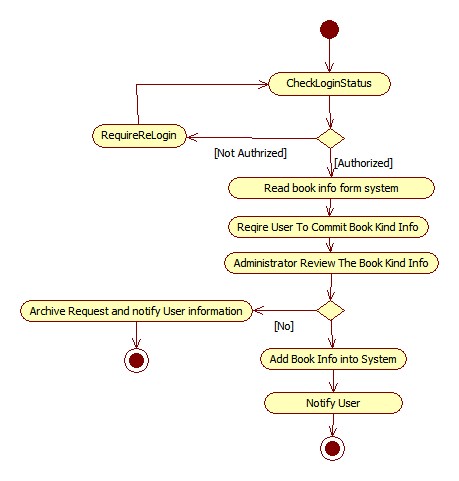 CheckLoginStatus
RequireReLogin
[Not Authrized]
[Authorized]
Read book info form system
Reqire User To Commit Book Kind Info
Administrator Review The Book Kind Info
Archive Request and notify User information
[No]
Add Book Info into System
Notify User